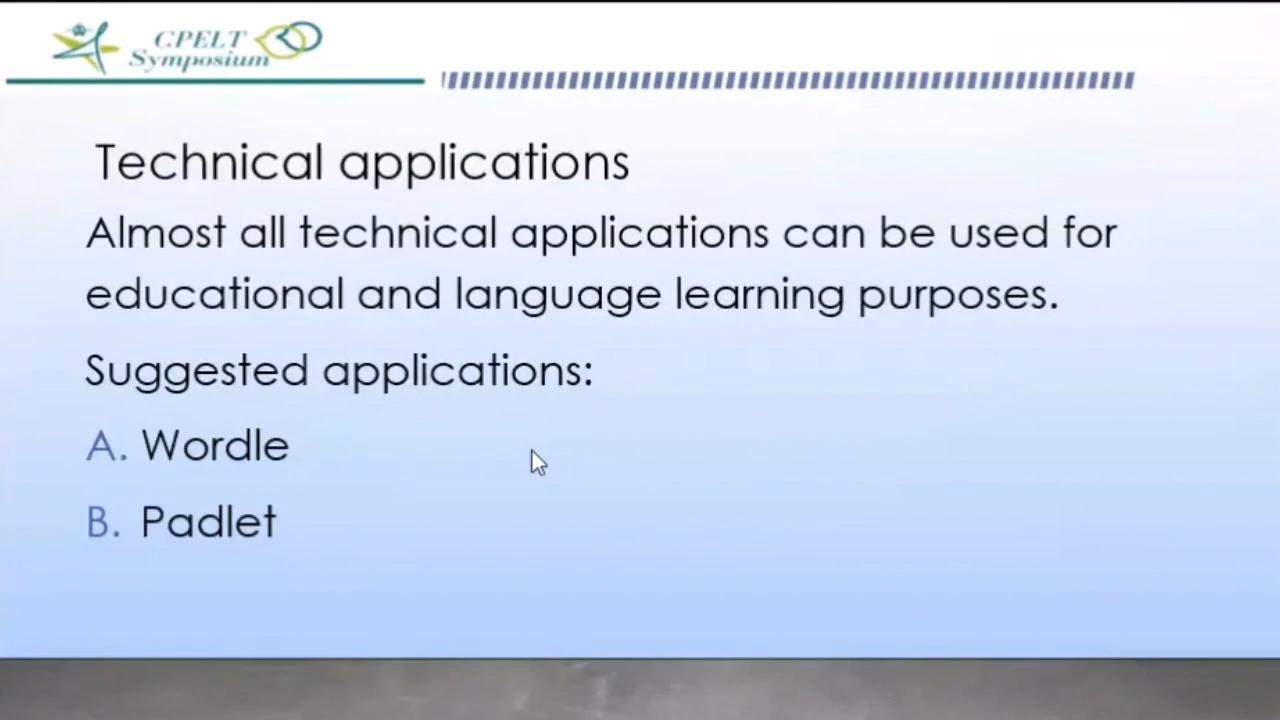 CPELT
Symposium
Technical applications
Almost all technical applications can be used for
educational and language learning purposes.
Suggested applications:
A. Wordle
B. Padlet